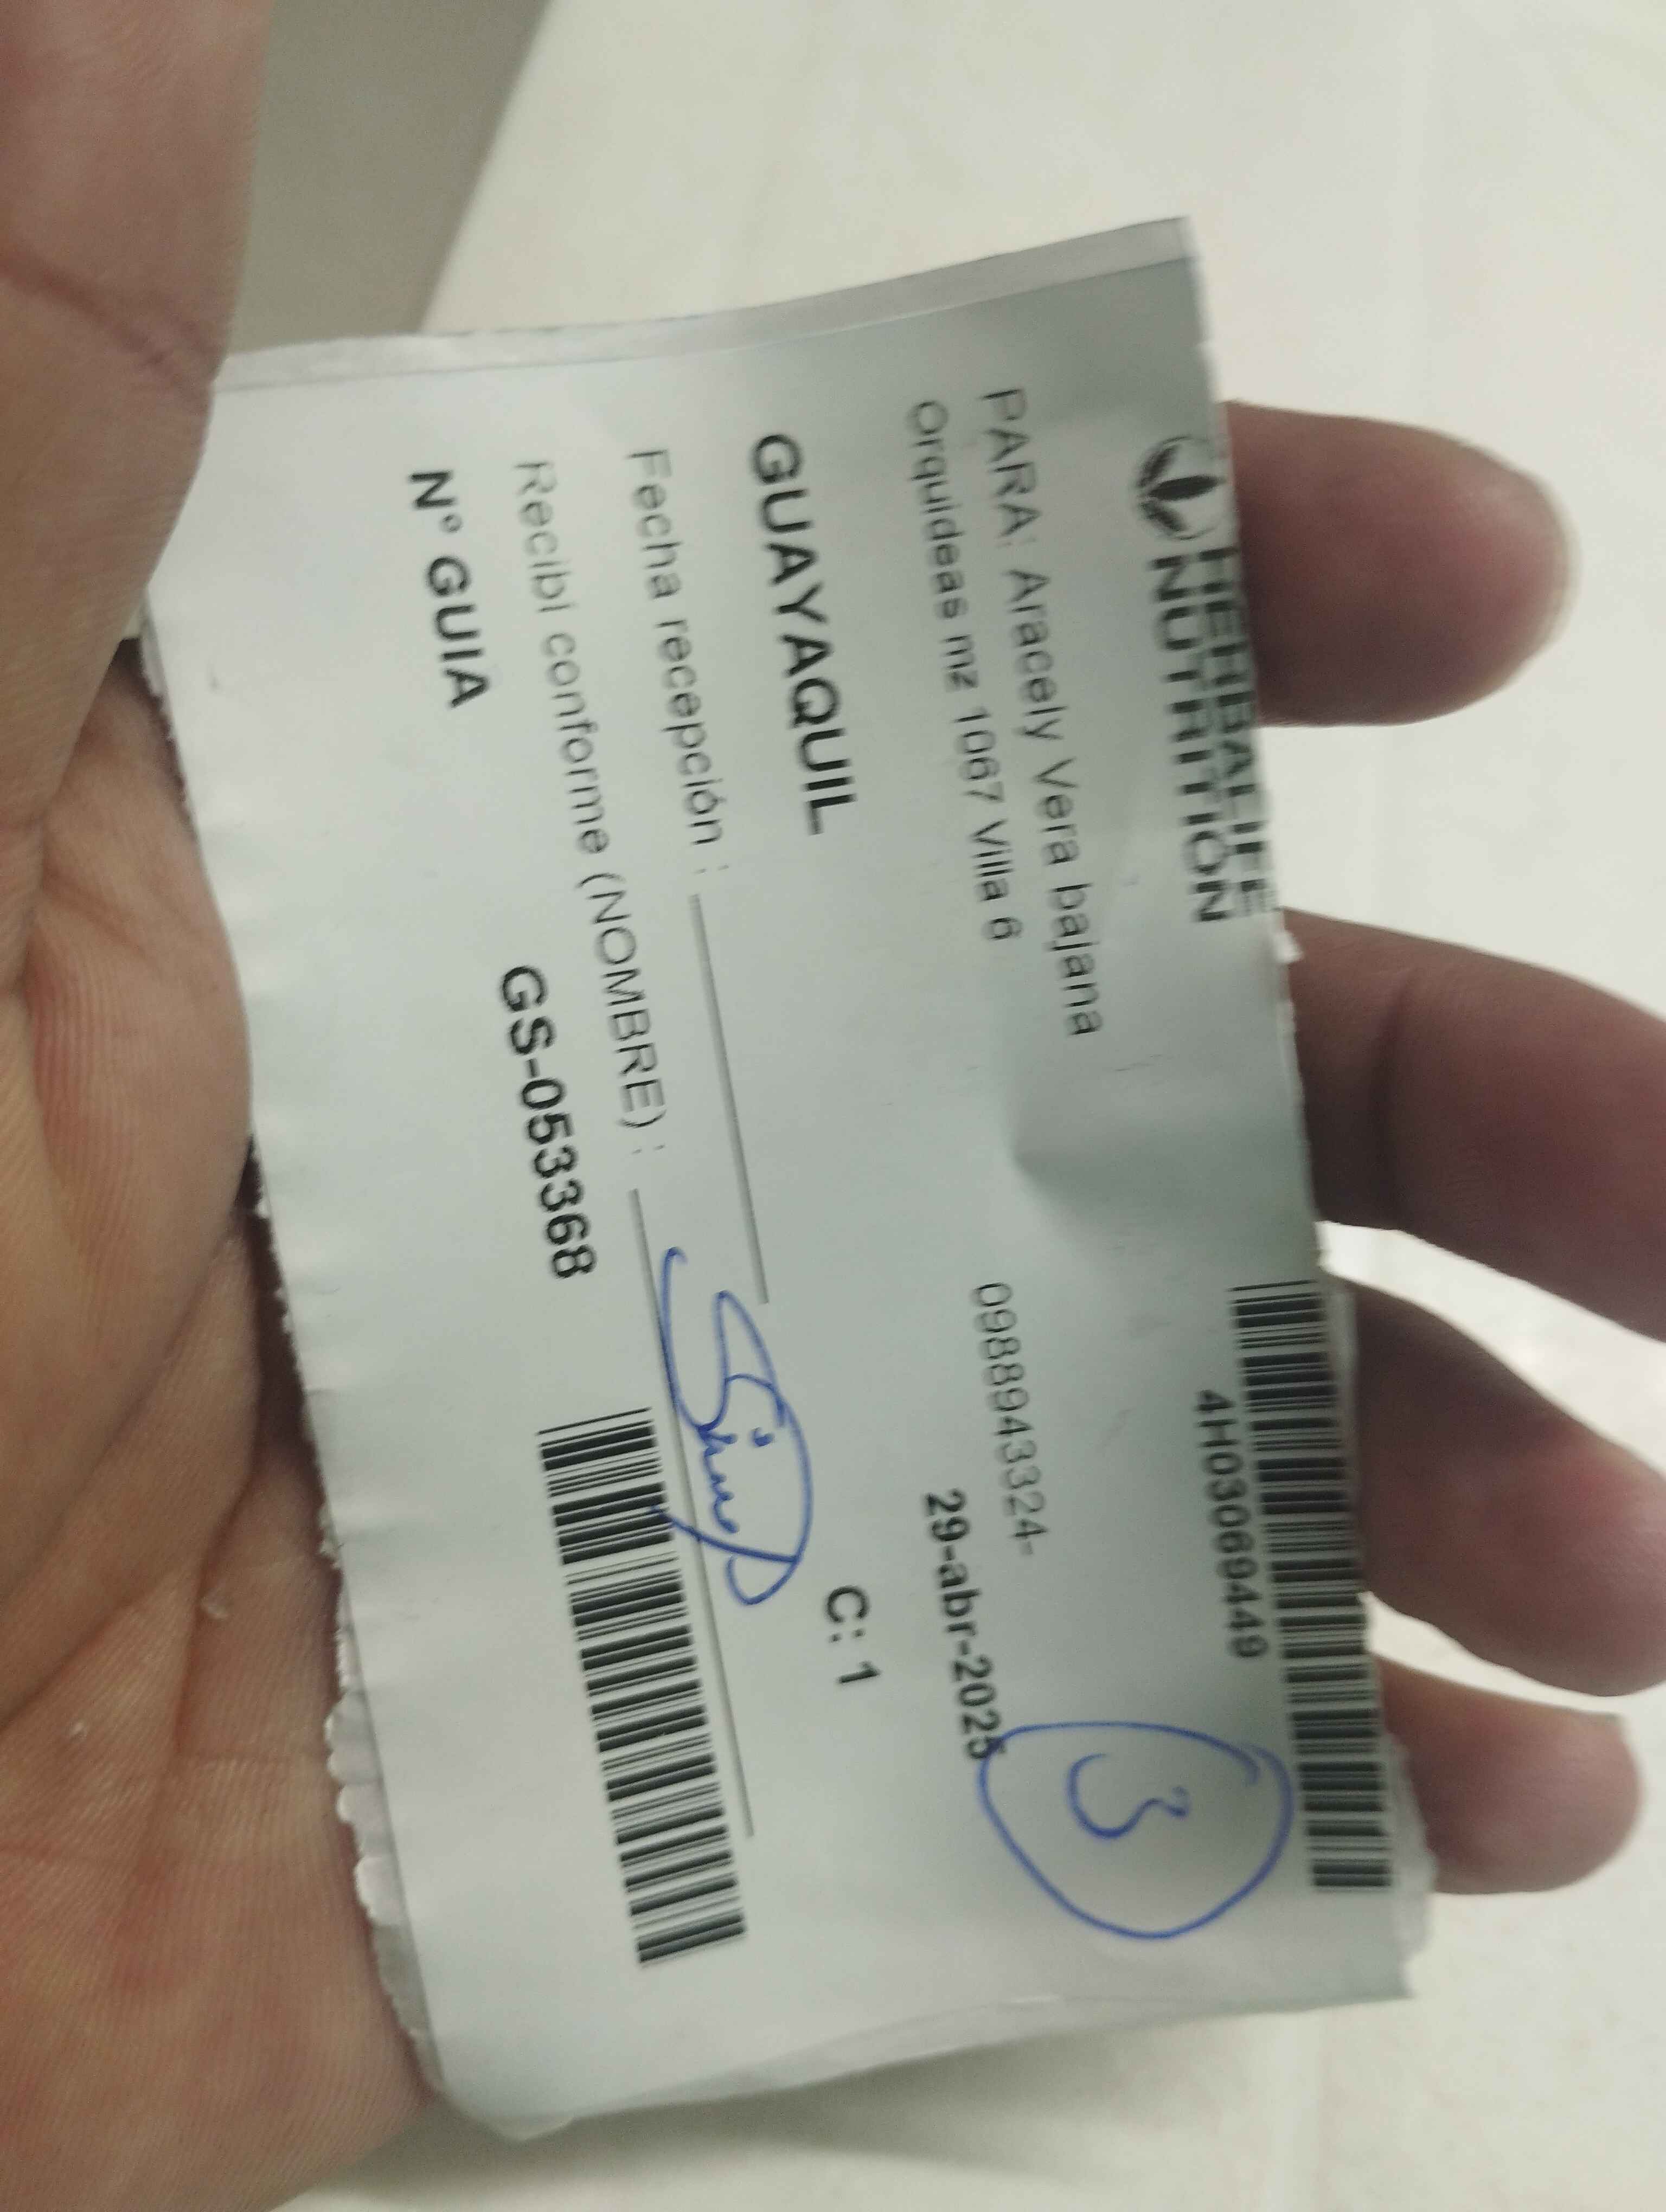 HERBALIFE
NUTRITION
4H03069449
PARA: Aracely Vera bajana
0988943324-
3
Orquideas mz 1067 Villa 6
29-abr-2025
GUAYAQUIL
C: 1
Fecha recepción :
Recibi conforme (NOMBRE) :
Nº GUIA
GS-053368